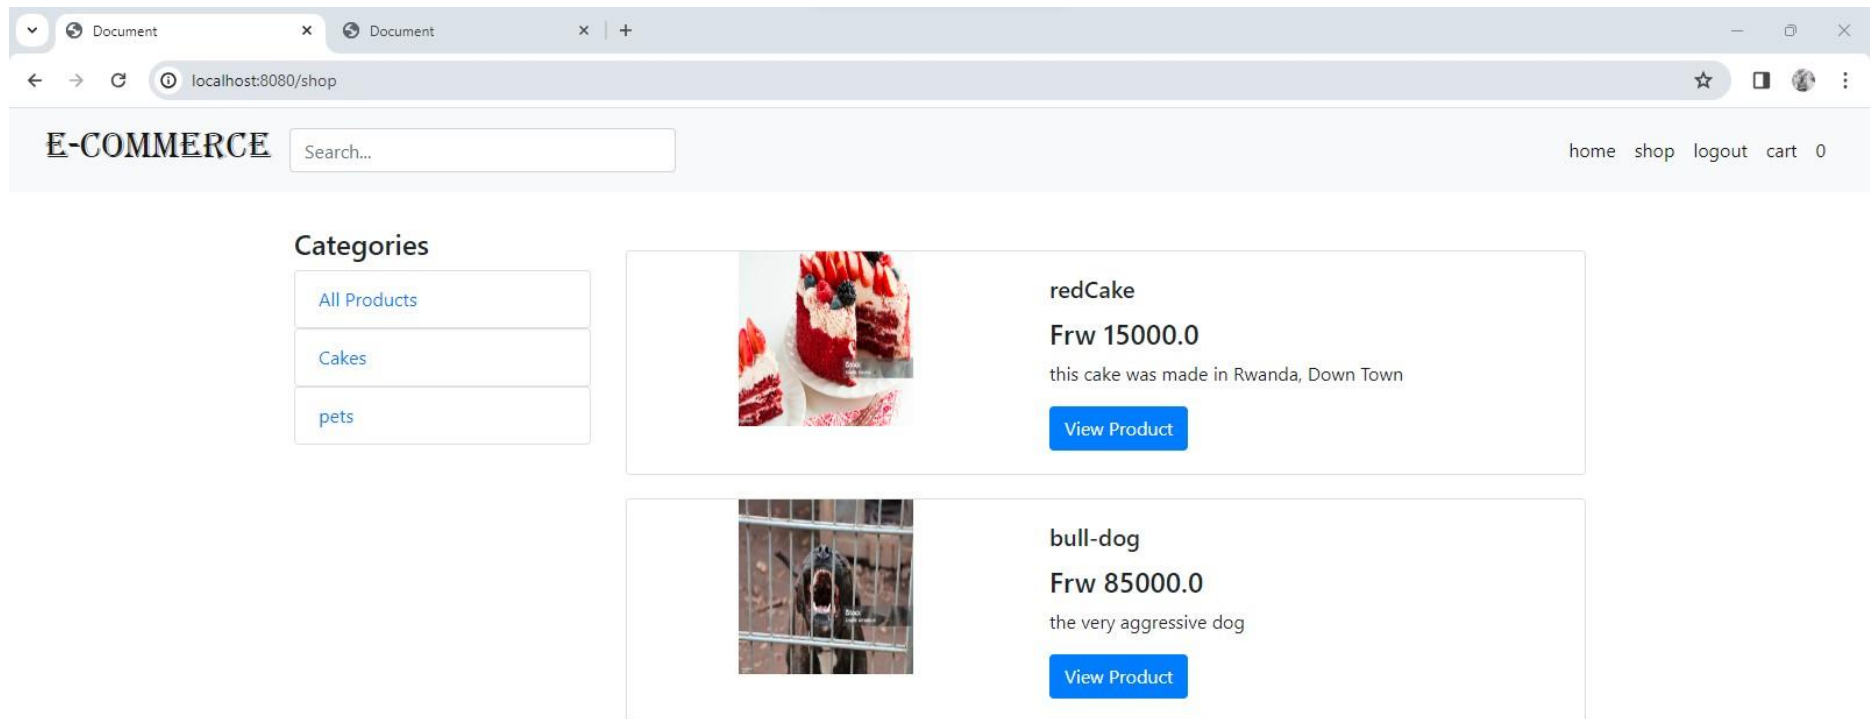 Document
Document
localhost:8080/shop
E-COMMERCE
Search...
home shop logout cart 0
Categories
All Products
Cakes
pets
redCake
Frw 15000.0
this cake was made in Rwanda, Down Town
View Product
bull-dog
Frw 85000.0
the very aggressive dog
View Product